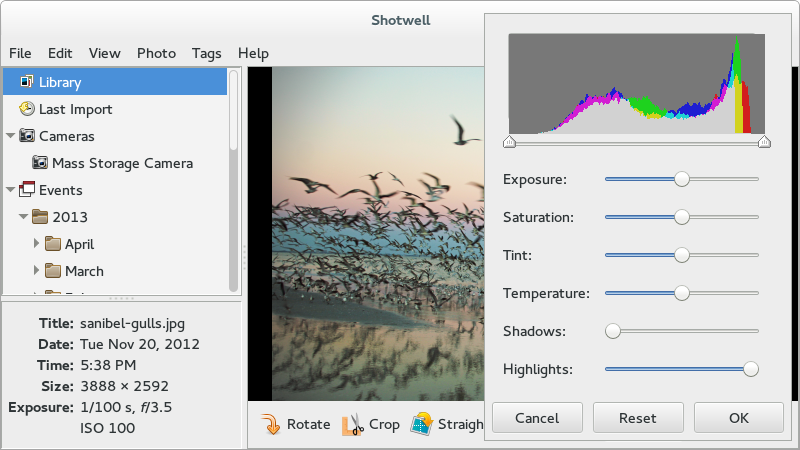 Shotwell
File Edit View Photo Tags Help
Library
Last Import
Cameras
Mass Storage Camera
Events
2013
April
March
Title: sanibel-gulls.jpg
Date: Tue Nov 20, 2012
Time: 5:38 PM
Size: 3888 × 2592
Exposure: 1/100 s, f/3.5
ISO 100
Rotate Crop Straigh
Exposure:
Saturation:
Tint:
Temperature:
Shadows:
Highlights:
Cancel Reset OK